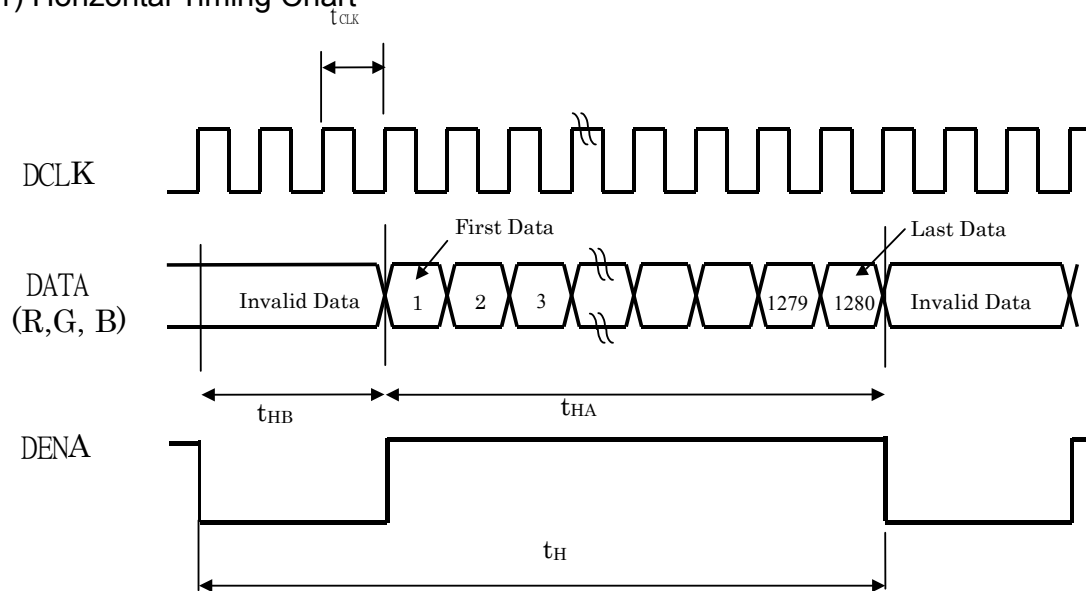 1) Horizontal Timing Chart
tCLK
DCLK
First Data
Last Data
DATA
(R,G, B)
Invalid Data 1 2 3 1279 1280 Invalid Data
tHB tHA
DENA
tH